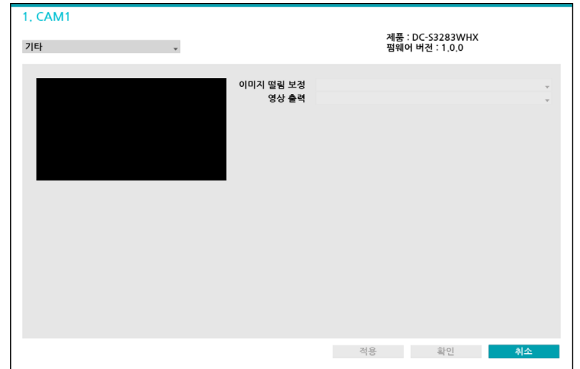 1. CAM1
기타
제품 : DC-S3283WHX
펌웨어 버전 : 1.0.0
이미지 떨림 보정
영상 출력
적용
확인
취소